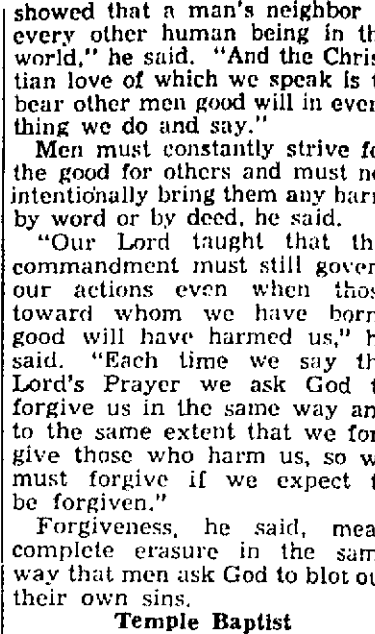 showed that a man's neighbor
every other human being in th
world," he said. "And the Chris
tian love of which we speak is t
bear other men good will in ever
thing we do and say."
Men must constantly strive fo
the good for others and must no
intentionally bring them any harr
by word or by deed, he said.
"Our Lord taught that th
commandment must still gover
our actions even when thos
toward whom we have born
good will have harmed us," h
said. "Each time we say th
Lord's Prayer we ask God t
forgive us in the same way an
to the same extent that we for
give those who harm us, so w
must forgive if we expect t
be forgiven."
Forgiveness, he said, mea
complete erasure in the sam
way that men ask God to blot ou
their own sins.
Temple Baptist